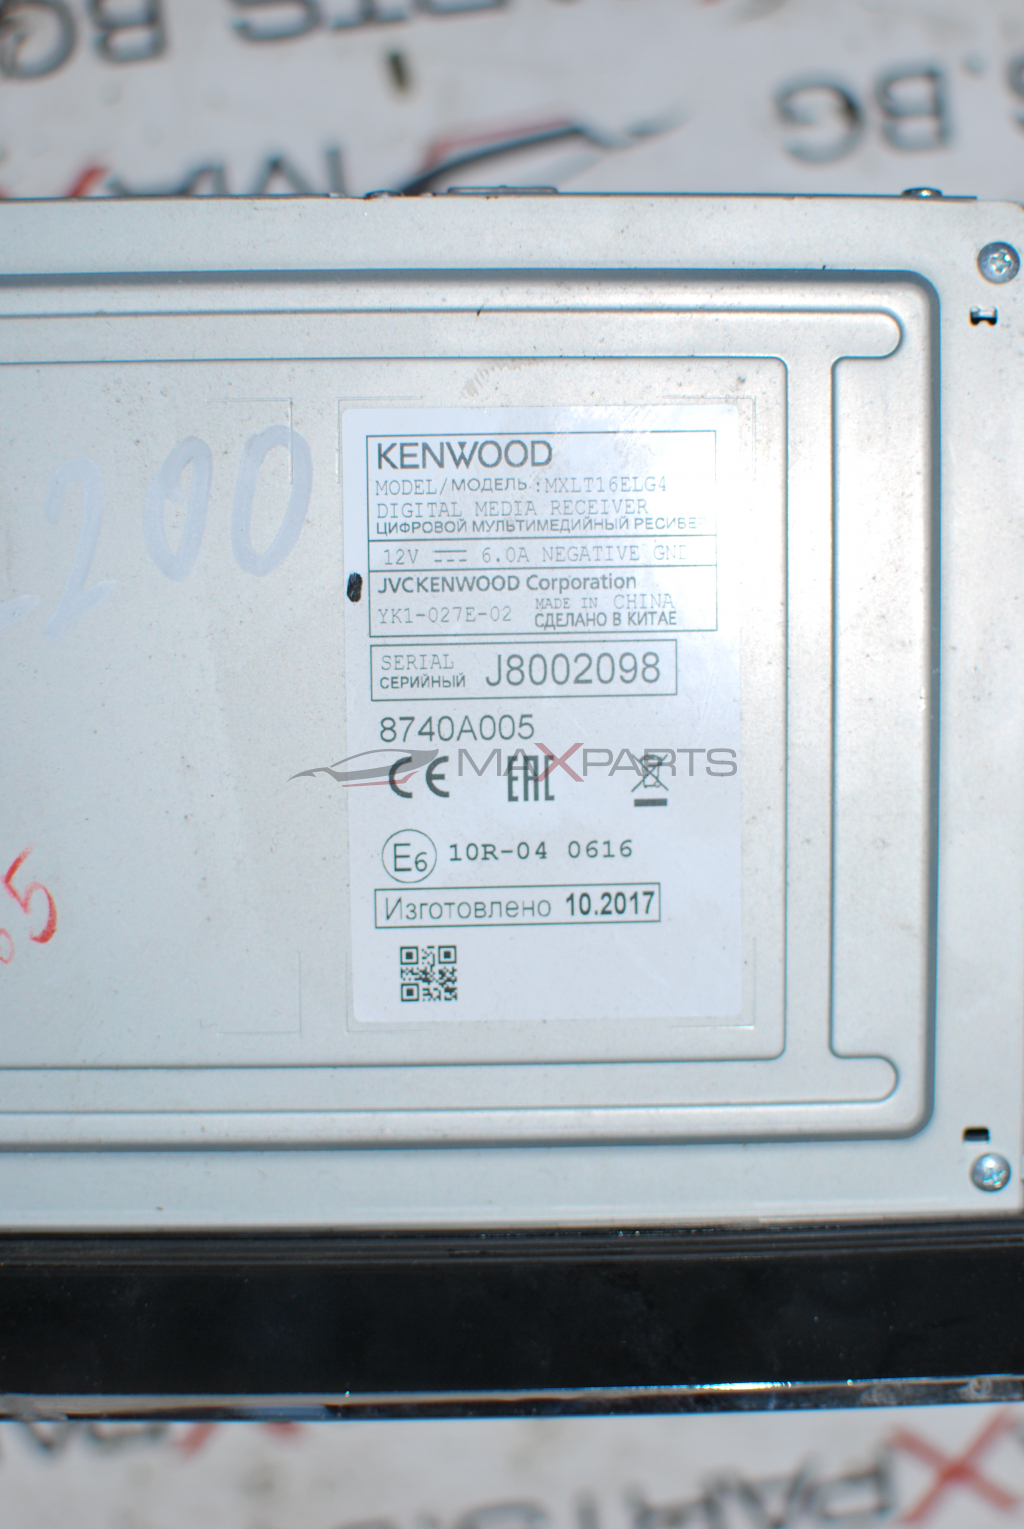 S.BG
KENWOOD
MODEL/МОДЕЛЬ:MXLT16ELG4
DIGITAL MEDIA RECEIVER
ЦИФРОВОЙ МУЛЬТИМЕДИЙНЫЙ РЕСИВЕР
12V 6.0A NEGATIVE GND
JVCKENWOOD Corporation
YK1-027E-02 MADE IN CHINA
СДЕЛАНО В КИТАЕ
SERIAL
СЕРИЙНЫЙ J8002098
8740A005
MAXPARTS
CE EAC
E6 10R-04 0616
Изготовлено 10.2017